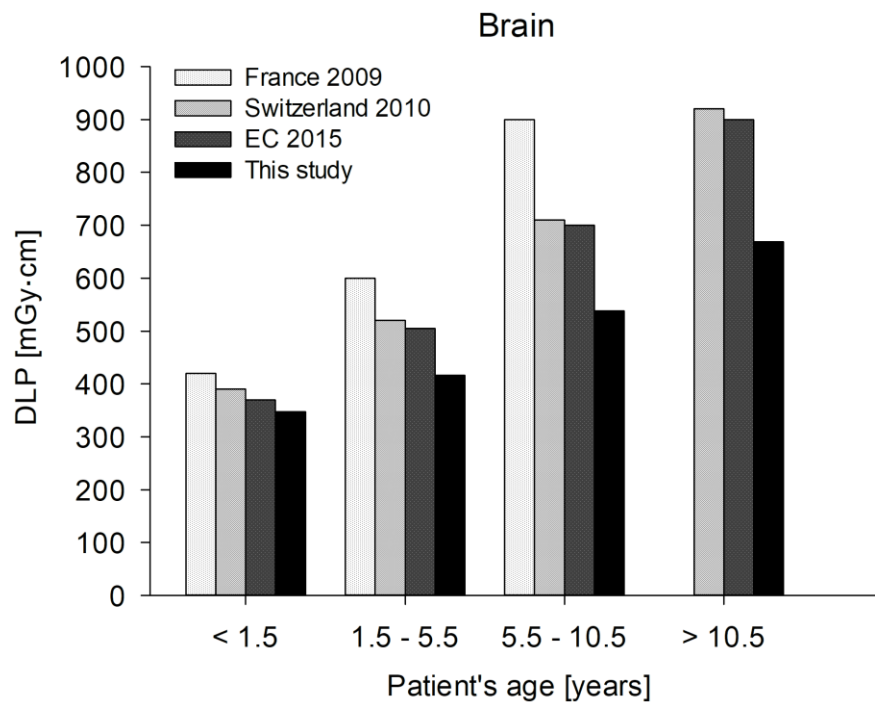 Brain
1000
900
800
700
600
500
400
300
200
100
0
DLP [mGy·cm]
France 2009
Switzerland 2010
EC 2015
This study
< 1.5
1.5 - 5.5
5.5 - 10.5
> 10.5
Patient's age [years]